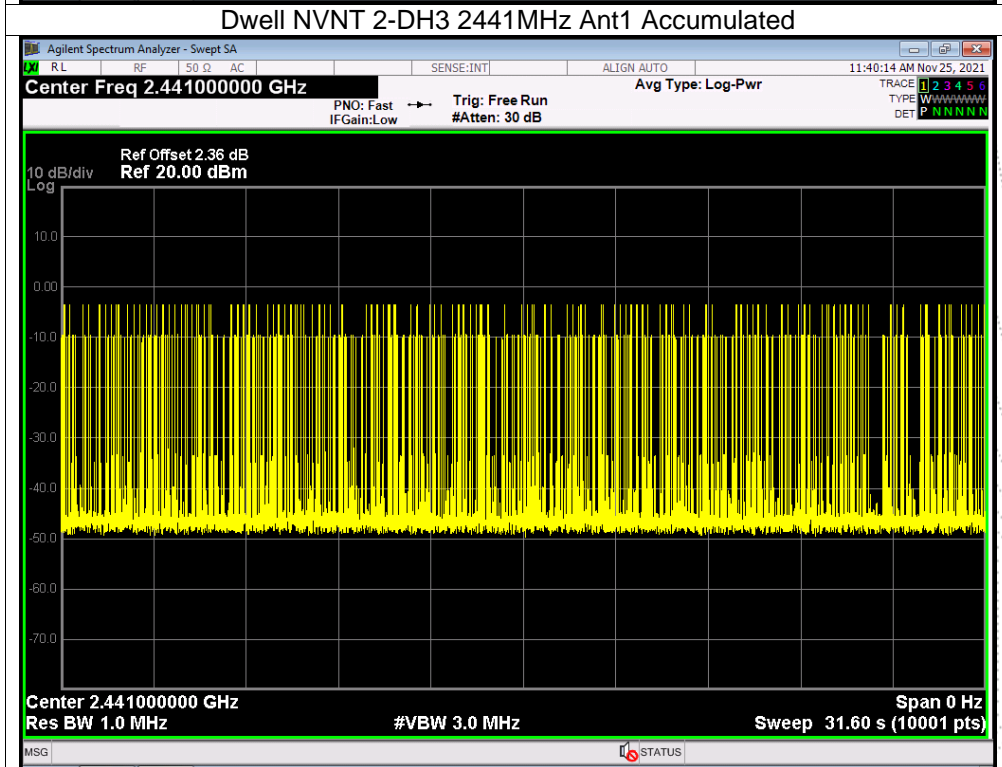 Dwell NVNT 2-DH3 2441MHz Ant1 Accumulated
Agilent Spectrum Analyzer - Swept SA
LXI RL RF 50 Ω AC SENSE:INT ALIGN AUTO 11:40:14 AM Nov 25, 2021
Center Freq 2.441000000 GHz Avg Type: Log-Pwr TRACE 1 2 3 4 5 6
PNO: Fast Trig: Free Run TYPE WWWWWW
IFGain:Low #Atten: 30 dB DET P N N N N N
Ref Offset 2.36 dB
10 dB/div Ref 20.00 dBm
Log
10.0
0.00
-10.0
-20.0
-30.0
-40.0
-50.0
-60.0
-70.0
Center 2.441000000 GHz Span 0 Hz
Res BW 1.0 MHz #VBW 3.0 MHz Sweep 31.60 s (10001 pts)
MSG STATUS